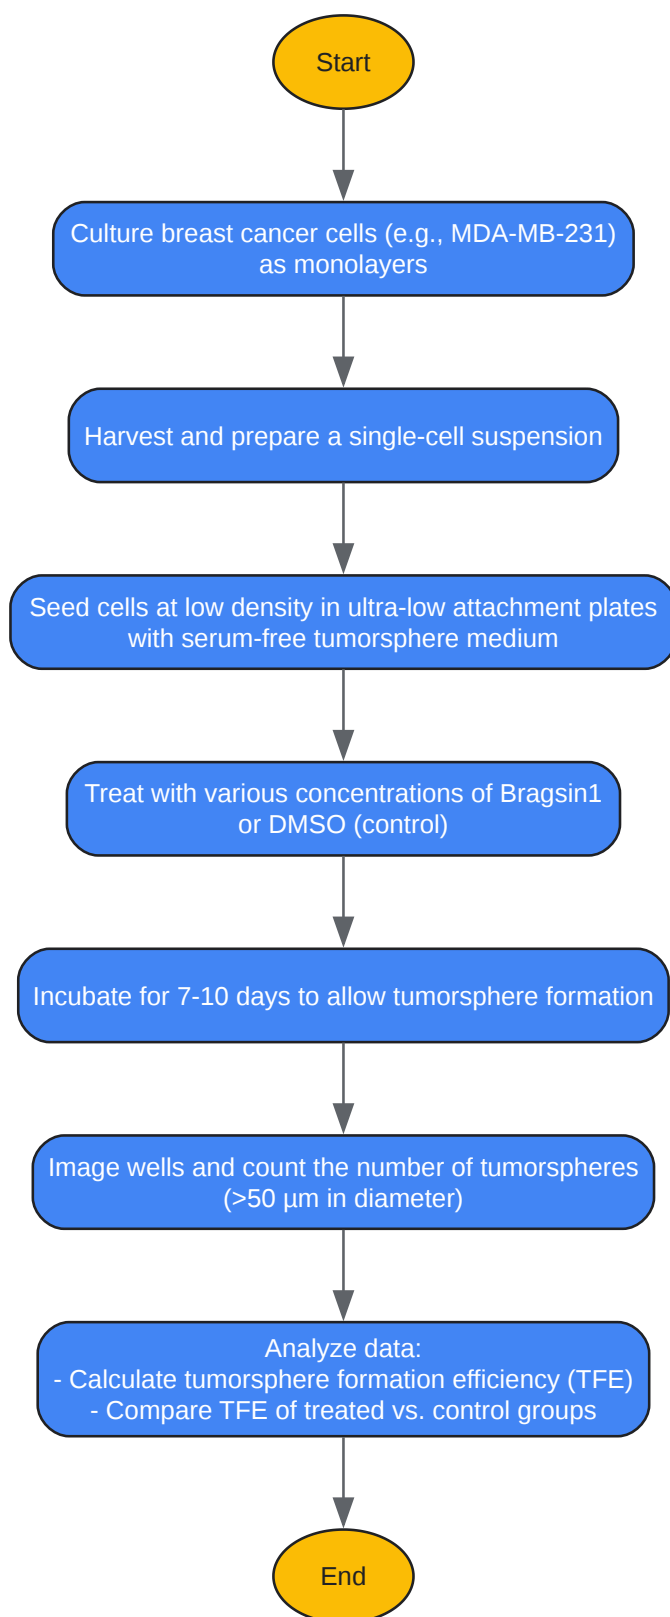 Start
Culture breast cancer cells (e.g., MDA-MB-231)
as monolayers
Harvest and prepare a single-cell suspension
Seed cells at low density in ultra-low attachment plates
with serum-free tumorsphere medium
Treat with various concentrations of Bragsin1
or DMSO (control)
Incubate for 7-10 days to allow tumorsphere formation
Image wells and count the number of tumorspheres
(>50 µm in diameter)
Analyze data:
- Calculate tumorsphere formation efficiency (TFE)
- Compare TFE of treated vs. control groups
End